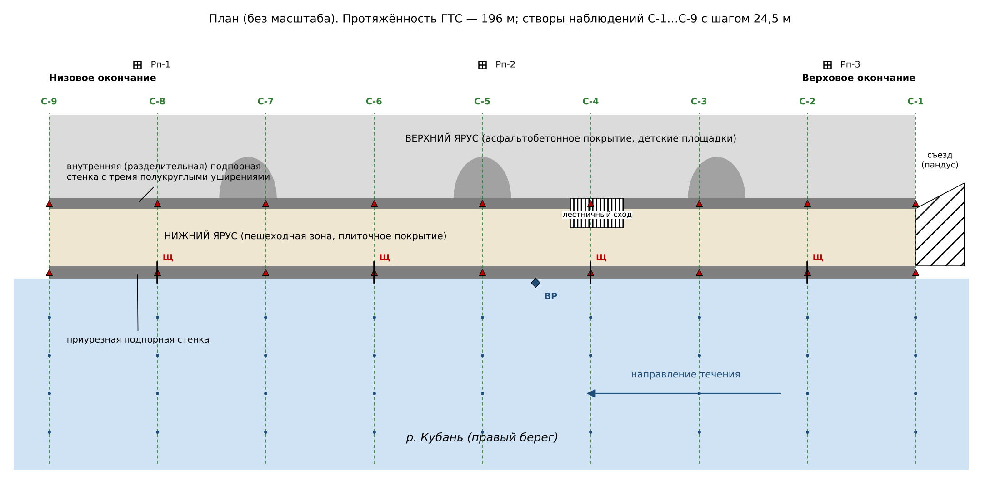 План (без масштаба). Протяжённость ГТС — 196 м; створы наблюдений С-1...С-9 с шагом 24,5 м
Рп-1
Рп-2
Рп-3
Низовое окончание
Верховое окончание
С-9
С-8
С-7
С-6
С-5
С-4
С-3
С-2
С-1
ВЕРХНИЙ ЯРУС (асфальтобетонное покрытие, детские площадки)
съезд
(пандус)
внутренняя (разделительная) подпорная
стенка с тремя полукруглыми уширениями
лестничный сход
НИЖНИЙ ЯРУС (пешеходная зона, плиточное покрытие)
Щ
Щ
Щ
Щ
ВР
приурезная подпорная стенка
направление течения
р. Кубань (правый берег)